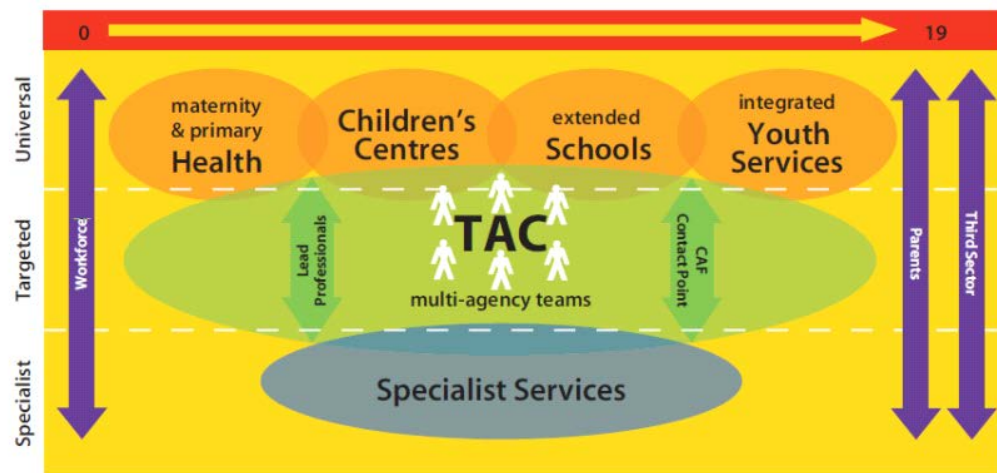 0
19
Universal
Targeted
Specialist
Workforce
maternity
& primary
Health
Children's
Centres
extended
Schools
integrated
Youth
Services
Lead
Professionals
TAC
multi-agency teams
CAF
Contact Point
Specialist Services
Parents
Third Sector